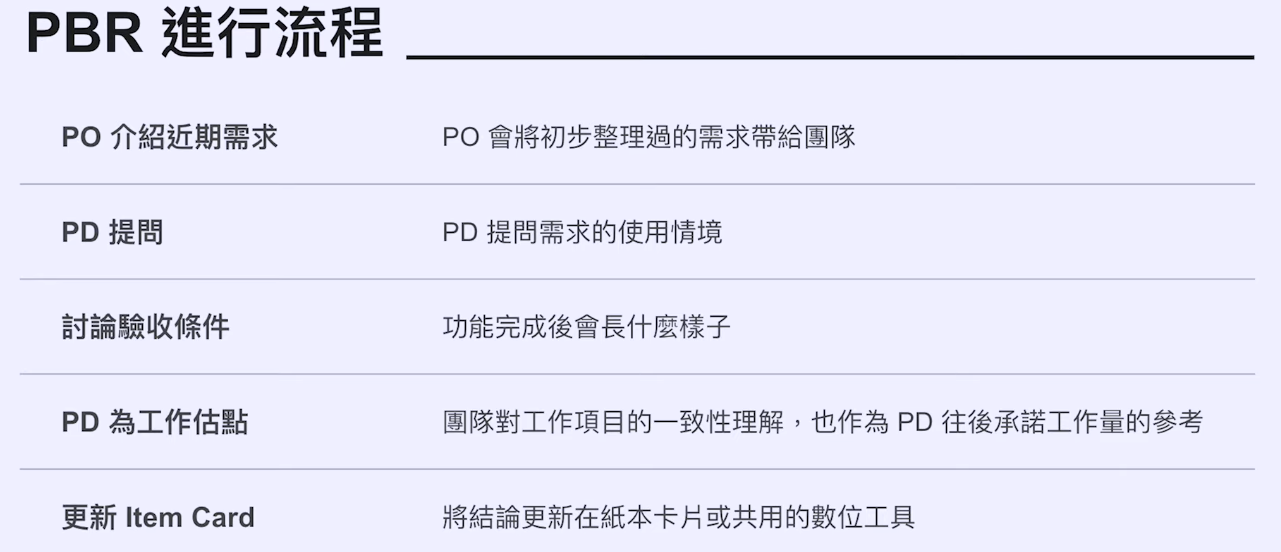 PBR 進行流程
PO 介紹近期需求
PO 會將初步整理過的需求帶給團隊
PD 提問
PD 提問需求的使用情境
討論驗收條件
功能完成後會長什麼樣子
PD 為工作估點
團隊對工作項目的一致性理解，也作為 PD 往後承諾工作量的參考
更新 Item Card
將結論更新在紙本卡片或共用的數位工具